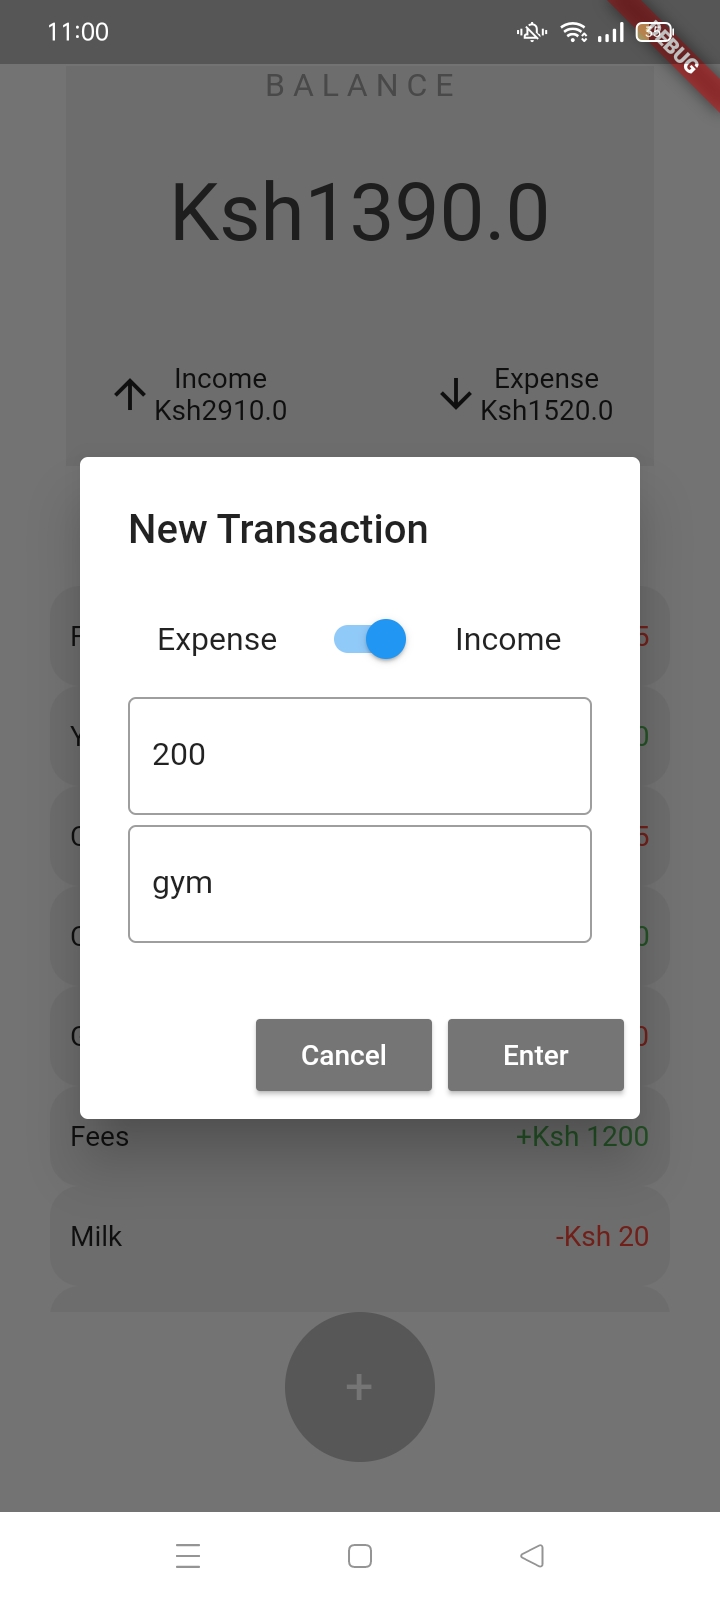 11:00
DEBUG
BALANCE
Ksh1390.0
Income
Ksh2910.0
Expense
Ksh1520.0
New Transaction
Expense Income
200
gym
Cancel Enter
Fees +Ksh 1200
Milk -Ksh 20
+